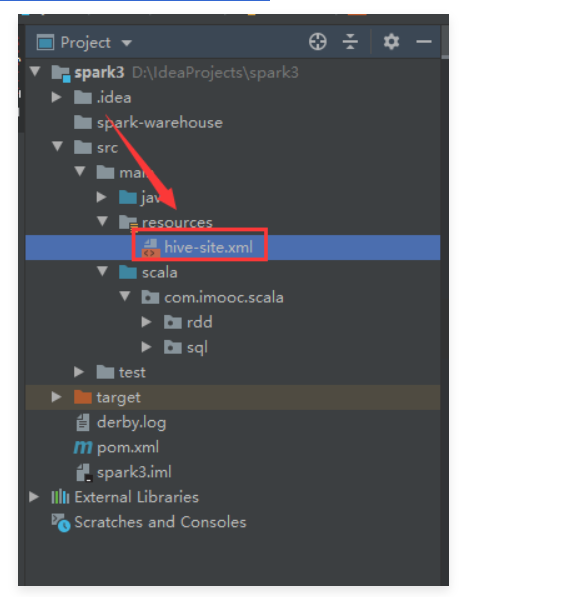 Project
spark3 D:\IdeaProjects\spark3
.idea
spark-warehouse
src
main
java
resources
hive-site.xml
scala
com.imooc.scala
rdd
sql
test
target
derby.log
m pom.xml
spark3.iml
External Libraries
Scratches and Consoles